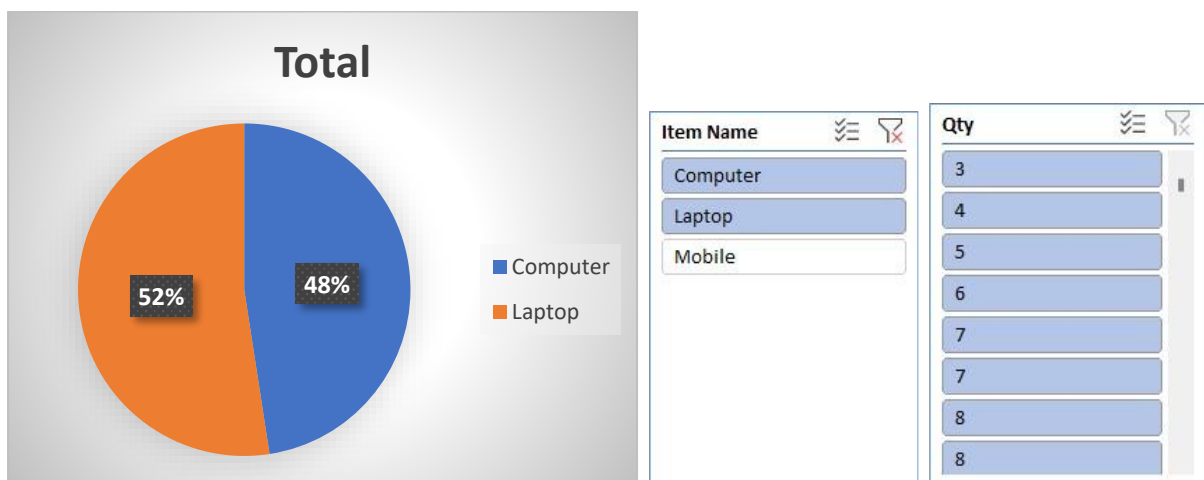 Total
52%
48%
Computer
Laptop
Item Name
Computer
Laptop
Mobile
Qty
3
4
5
6
7
7
8
8